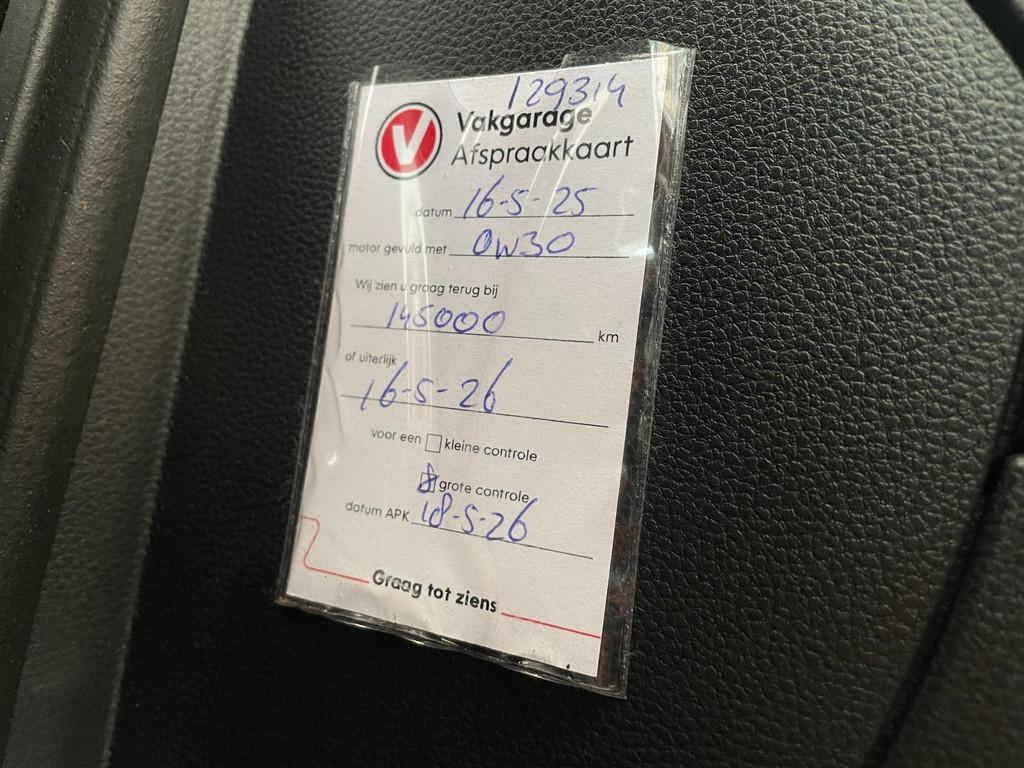 129314
V Vakgarage
Afspraakkaart
datum 16-5-25
motor gevuld met 0W30
Wij zien u graag terug bij
145000 km
of uiterlijk
16-5-26
voor een kleine controle
grote controle
datum APK 18-5-26
Graag tot ziens